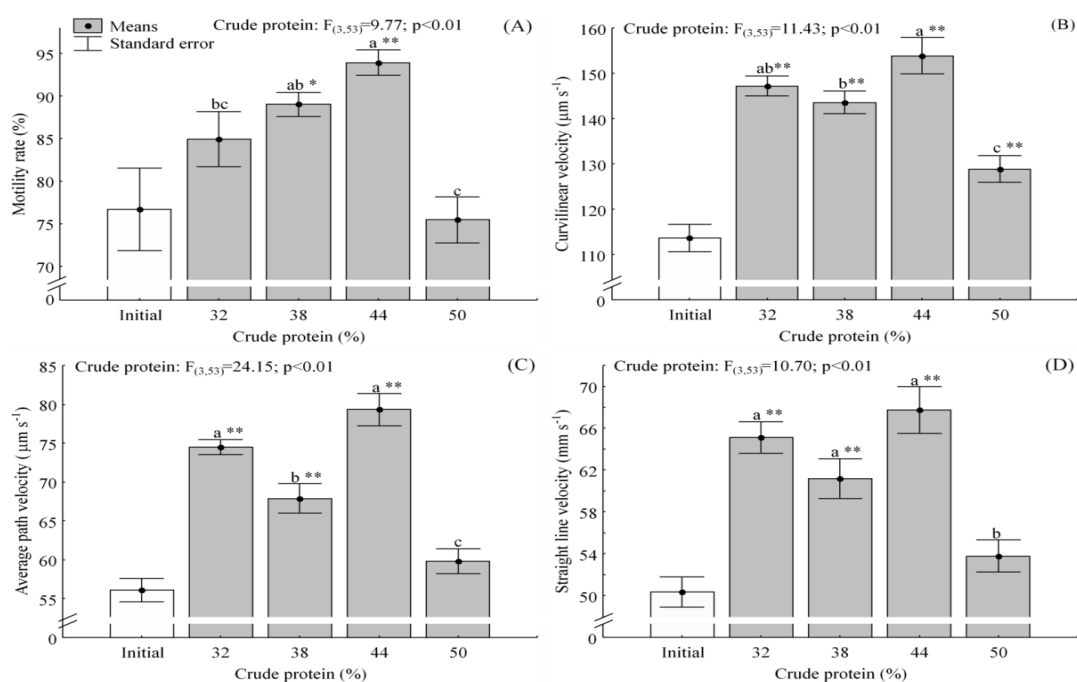 Means
Standard error
Crude protein: F(3,53)=9.77; p<0.01
(A)
Motility rate (%)
95
90
85
80
75
70
0
bc
ab *
a **
c
Initial 32 38 44 50
Crude protein (%)
Crude protein: F(3,53)=11.43; p<0.01
(B)
Curvilínear velocity (µm s-1)
160
150
140
130
120
110
0
ab**
b**
a **
c **
Initial 32 38 44 50
Crude protein (%)
Crude protein: F(3,53)=24.15; p<0.01
(C)
Average path velocity ( µm s-1)
85
80
75
70
65
60
55
0
a **
b **
a **
c
Initial 32 38 44 50
Crude protein (%)
Crude protein: F(3,53)=10.70; p<0.01
(D)
Straight line velocity (mm s-1)
70
66
62
58
54
50
0
a **
a **
a **
b
Initial 32 38 44 50
Crude protein (%)